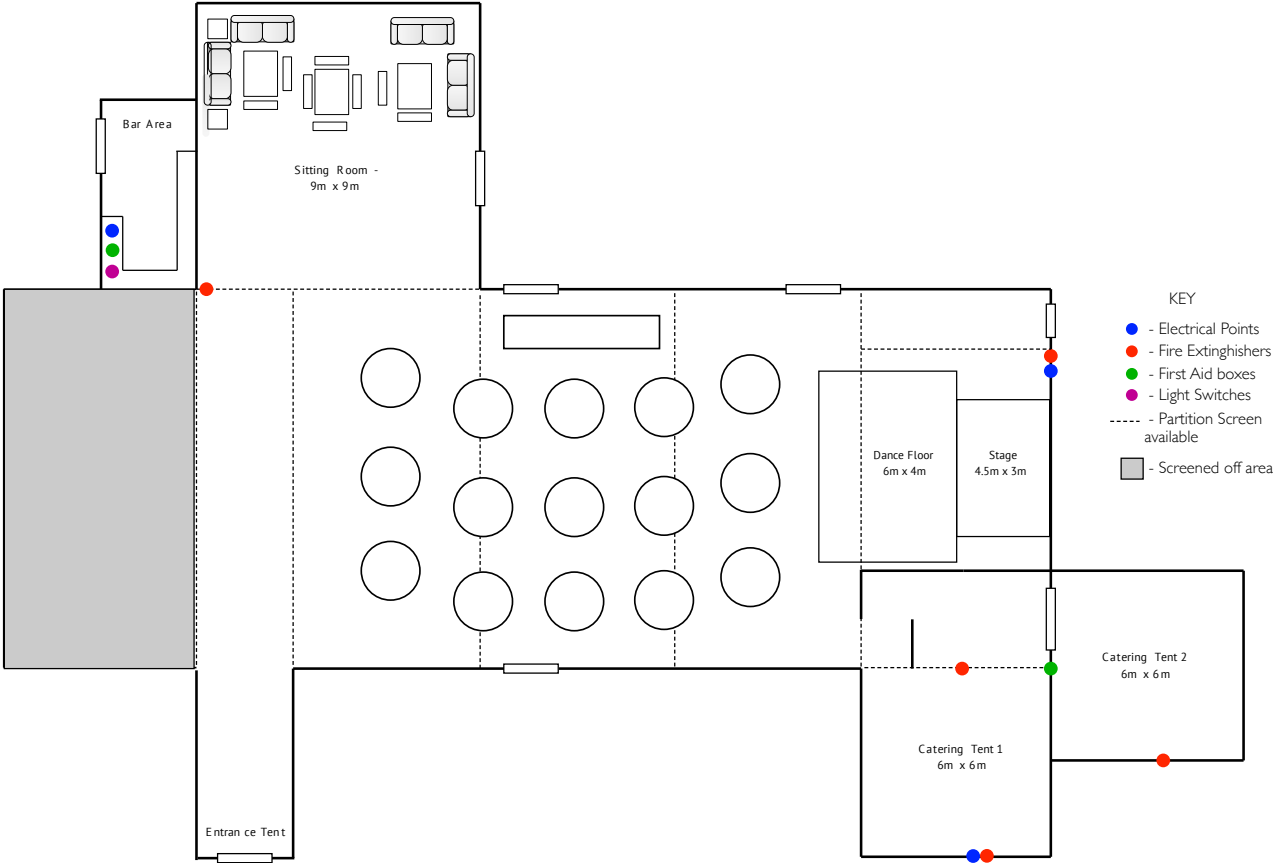 Bar Area
Sitting Room -
9m x 9m
KEY
- Electrical Points
- Fire Extinghishers
- First Aid boxes
- Light Switches
- Partition Screen
available
- Screened off area
Dance Floor
6m x 4m
Stage
4.5m x 3m
Catering Tent 2
6m x 6m
Catering Tent 1
6m x 6m
Entran ce Tent